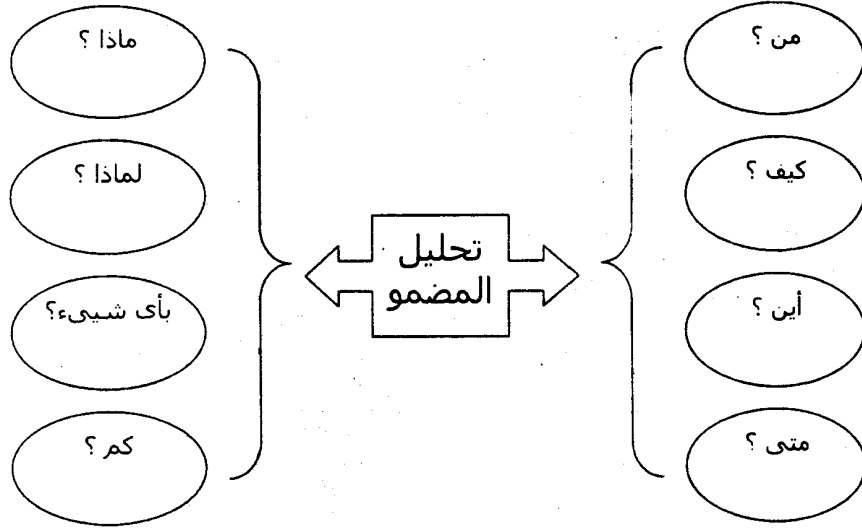 من ؟
كيف ؟
أين ؟
متى ؟
تحليل
المضمو
ماذا ؟
لماذا ؟
بأى شيىء؟
كم ؟